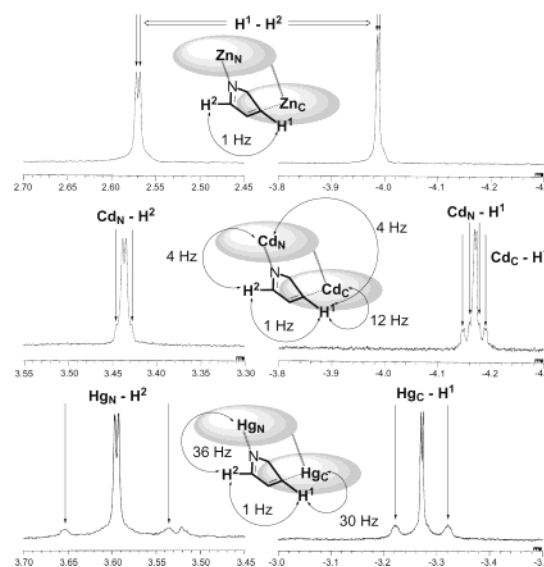 H¹ - H²
Zn_N
N
Zn_C
H²
H¹
1 Hz
2.70 2.65 2.60 2.55 2.50 2.45
-3.8 -3.9 -4.0 -4.1 -4.2
Cd_N - H²
Cd_N - H¹
Cd_C - H
4 Hz
4 Hz
Cd_N
N
Cd_C
H²
H¹
1 Hz
12 Hz
3.55 3.50 3.45 3.40 3.35 3.30
-3.8 -3.9 -4.0 -4.1 -4.2
Hg_N - H²
Hg_C - H¹
Hg_N
36 Hz
N
Hg_C
H²
H¹
1 Hz
30 Hz
3.70 3.65 3.60 3.55 3.50 3.45
-3.0 -3.1 -3.2 -3.3 -3.4